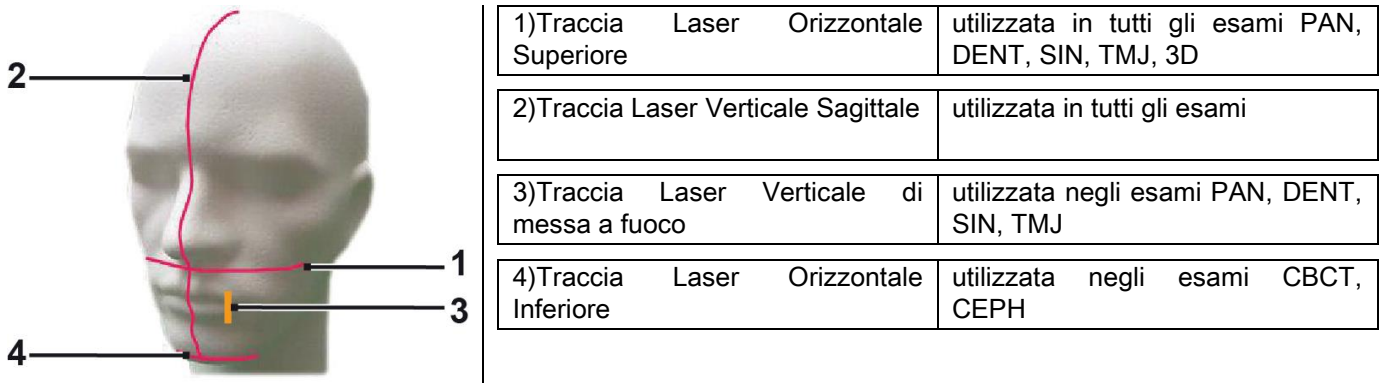 2
1
3
4
1)Traccia Laser Orizzontale
Superiore
utilizzata in tutti gli esami PAN,
DENT, SIN, TMJ, 3D
2)Traccia Laser Verticale Sagittale
utilizzata in tutti gli esami
3)Traccia Laser Verticale di
messa a fuoco
utilizzata negli esami PAN, DENT,
SIN, TMJ
4)Traccia Laser Orizzontale
Inferiore
utilizzata negli esami CBCT,
CEPH